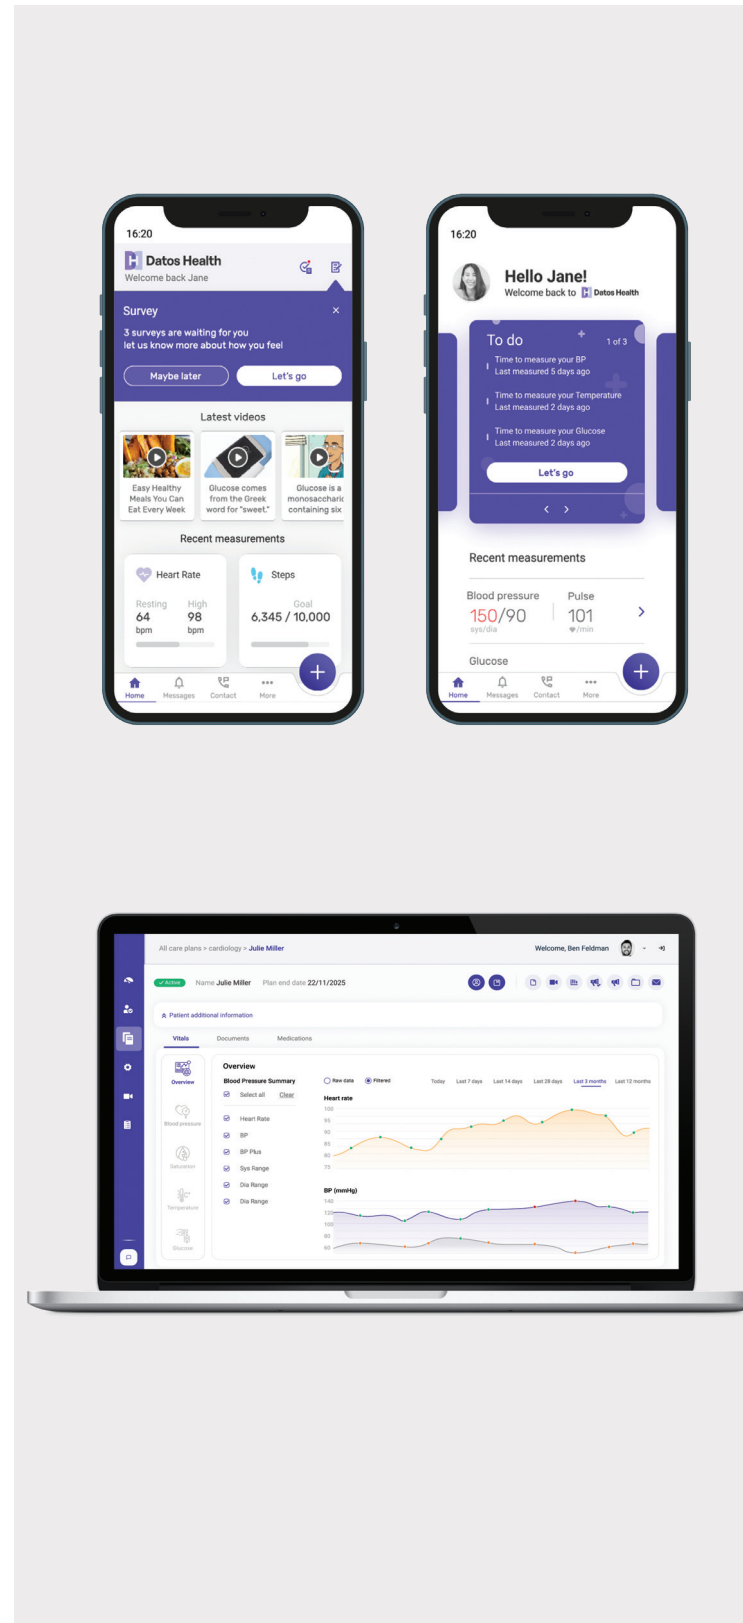 16:20
Datos Health
Welcome back Jane
Survey
3 surveys are waiting for you
let us know more about how you feel
Maybe later
Let's go
Latest videos
Easy Healthy
Meals You Can
Eat Every Week
Glucose comes
from the Greek
word for "sweet."
Glucose is a
monosaccharic
containing six
Recent measurements
Heart Rate
Resting
High
64
98
bpm
bpm
Steps
Goal
6,345 / 10,000
Home
Messages
Contact
More
16:20
Hello Jane!
Welcome back to Datos Health
To do
1 of 3
Time to measure your BP
Last measured 5 days ago
Time to measure your Temperature
Last measured 2 days ago
Time to measure your Glucose
Last measured 2 days ago
Let's go
Recent measurements
Blood pressure
Pulse
150/90
101
sys/dia
/min
Glucose
Home
Messages
Contact
More
All care plans > cardiology > Julie Miller
Welcome, Ben Feldman
Active
Name Julie Miller
Plan end date 22/11/2025
Patient additional information
Vitals
Documents
Medications
Overview
Blood pressure
Saturation
Temperature
Glucose
Overview
Blood Pressure Summary
Select all
Clear
Heart Rate
BP
BP Plus
Sys Range
Dia Range
Dia Range
Raw data
Filtered
Today
Last 7 days
Last 14 days
Last 28 days
Last 3 months
Last 12 months
Heart rate
100
95
90
85
80
75
BP (mmHg)
140
120
100
80
60